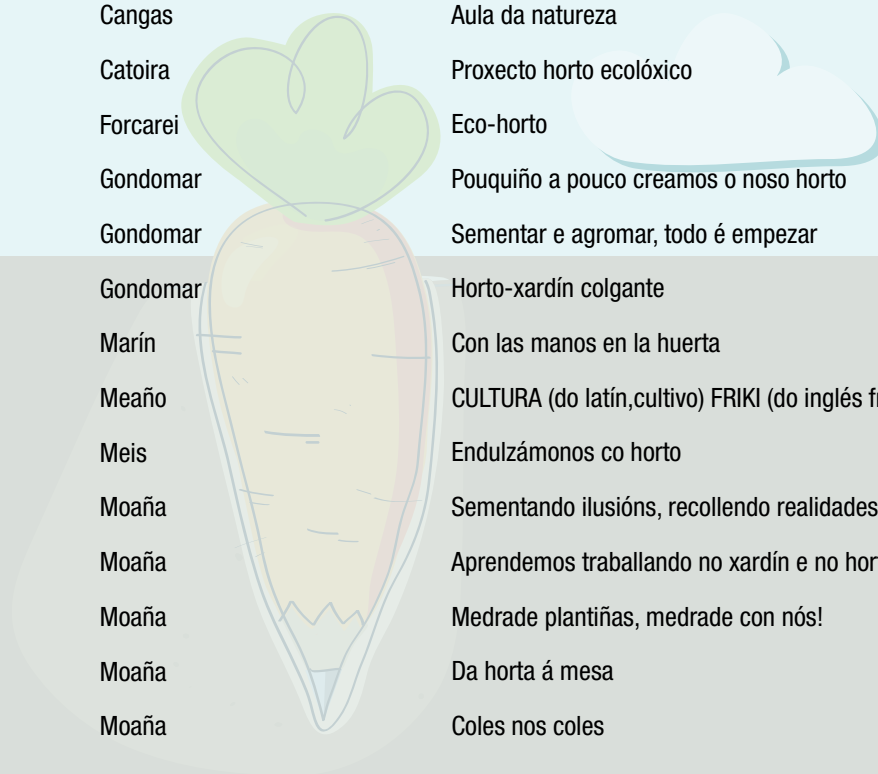 Cangas Aula da natureza
Catoira Proxecto horto ecolóxico
Forcarei Eco-horto
Gondomar Pouquiño a pouco creamos o noso horto
Gondomar Sementar e agromar, todo é empezar
Gondomar Horto-xardín colgante
Marín Con las manos en la huerta
Meaño CULTURA (do latín,cultivo) FRIKI (do inglés
Meis Endulzámonos co horto
Moaña Sementando ilusións, recollendo realidades
Moaña Aprendemos traballando no xardín e no
Moaña Medrade plantiñas, medrade con nós!
Moaña Da horta á mesa
Moaña Coles nos coles